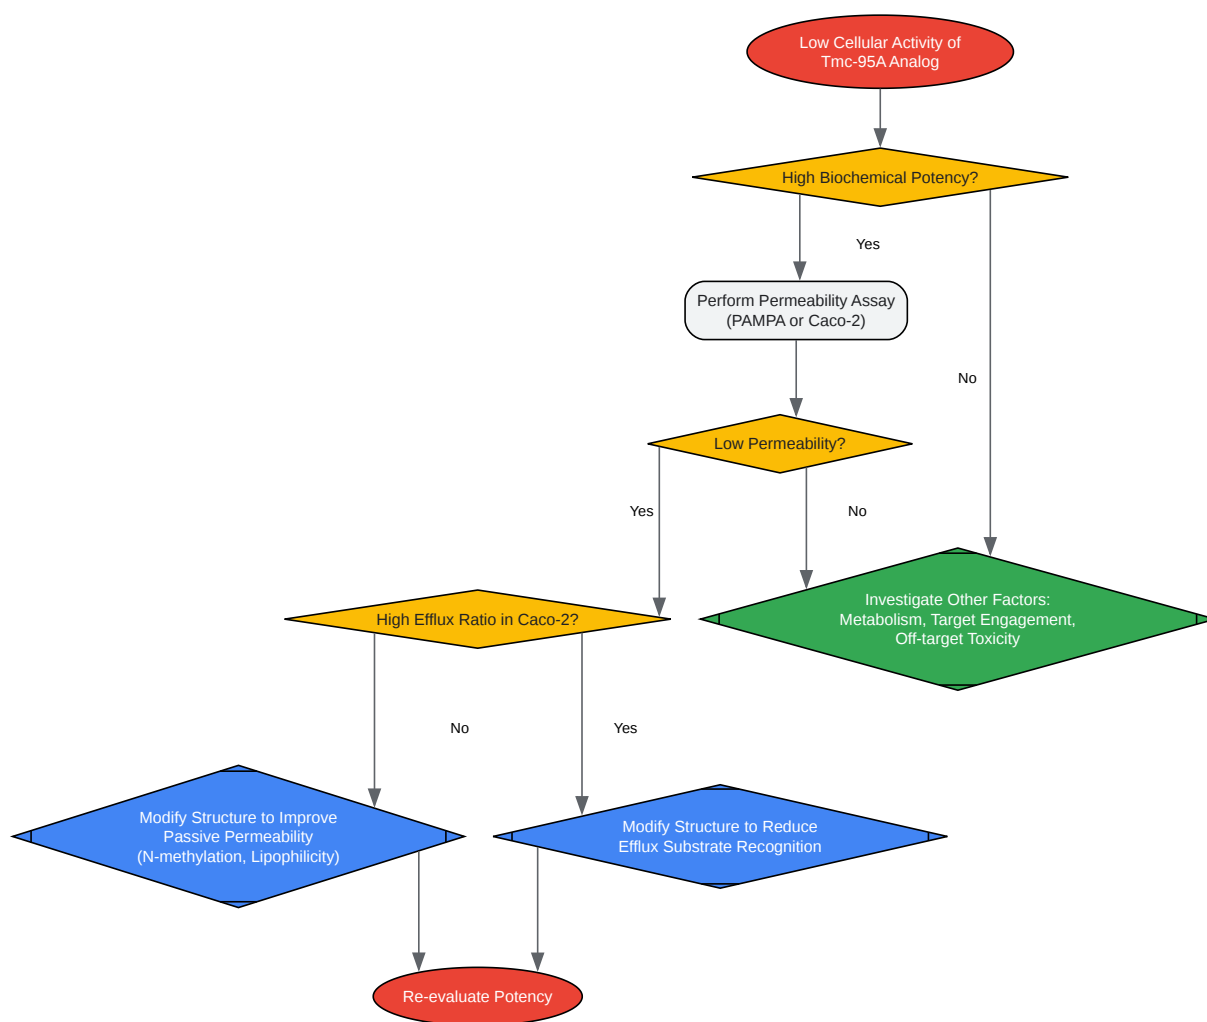 Low Cellular Activity of
Tmc-95A Analog
High Biochemical Potency?
Yes
Perform Permeability Assay
(PAMPA or Caco-2)
No
Low Permeability?
Yes
No
Investigate Other Factors:
Metabolism, Target Engagement,
Off-target Toxicity
High Efflux Ratio in Caco-2?
No
Yes
Modify Structure to Improve
Passive Permeability
(N-methylation, Lipophilicity)
Modify Structure to Reduce
Efflux Substrate Recognition
Re-evaluate Potency